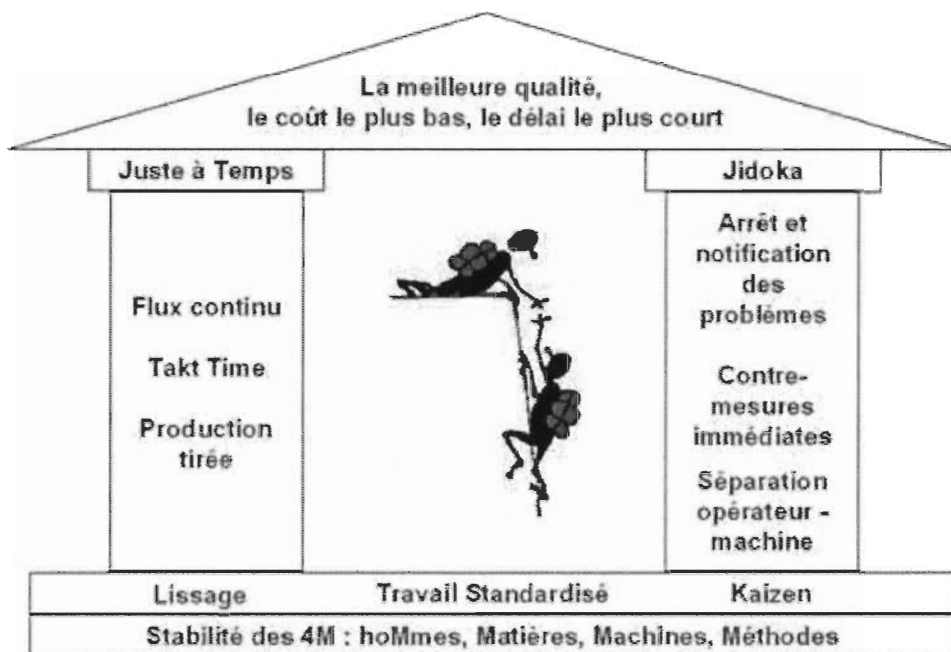 La meilleure qualité,
le coût le plus bas, le délai le plus court
Juste à Temps
Jidoka
Flux continu
Takt Time
Production
tirée
Arrêt et
notification
des
problèmes
Contre-
mesures
immédiates
Séparation
opérateur -
machine
Lissage
Travail Standardisé
Kaizen
Stabilité des 4M : hoMmes, Matières, Machines, Méthodes